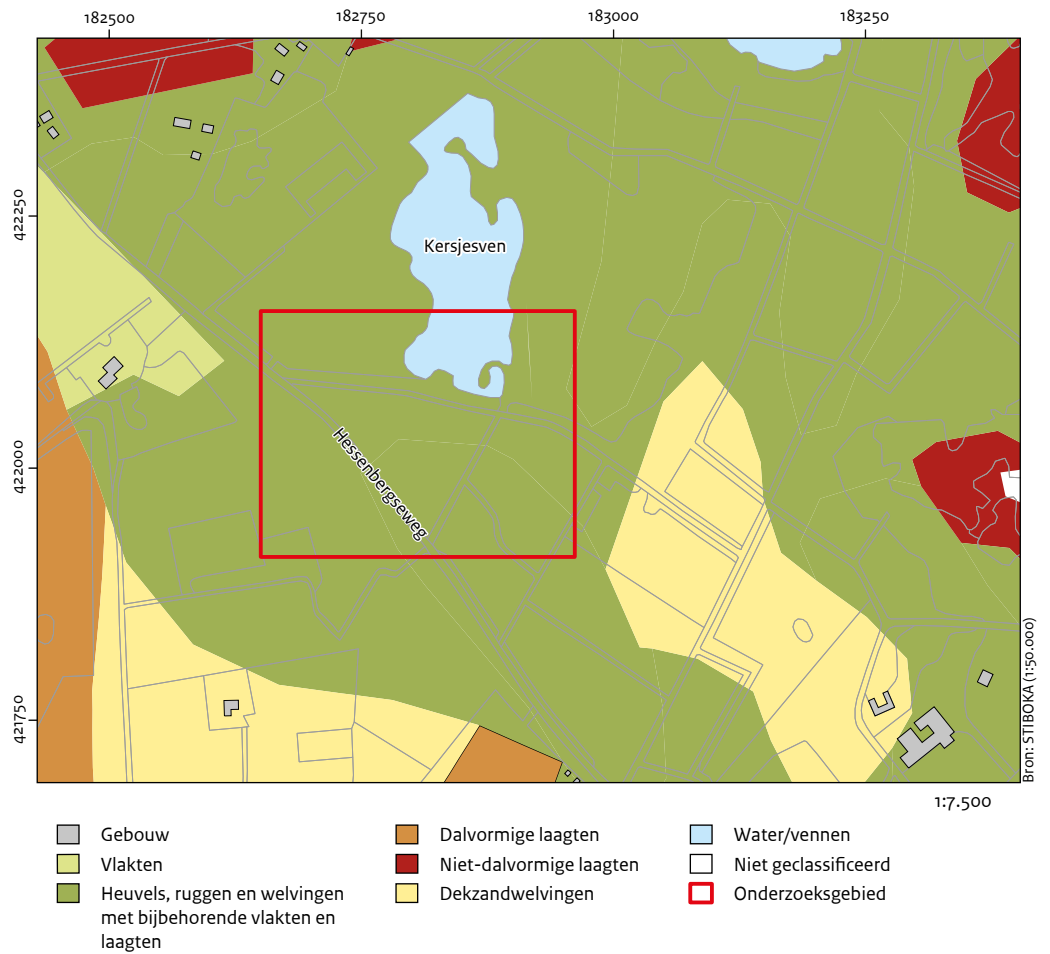 182500
182750
183000
183250
422250
422000
421750
Kersjesven
Hessenbergseweg
Bron: STIBOKA (1:50.000)
1:7.500
Gebouw
Vlakten
Heuvels, ruggen en welvingen
met bijbehorende vlakten en
laagten
Dalvormige laagten
Niet-dalvormige laagten
Dekzandwelvingen
Water/vennen
Niet geclassificeerd
Onderzoeksgebied